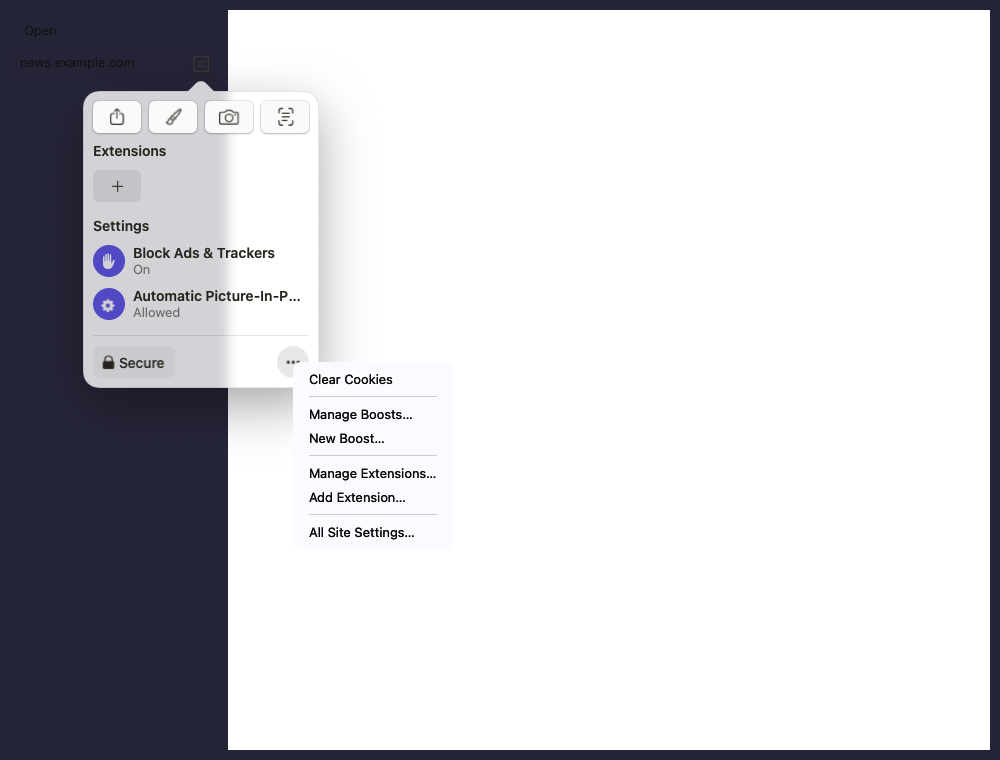 Open
news.example.com
Extensions
Settings
Block Ads & Trackers
On
Automatic Picture-In-P...
Allowed
Secure
Clear Cookies
Manage Boosts...
New Boost...
Manage Extensions...
Add Extension...
All Site Settings...